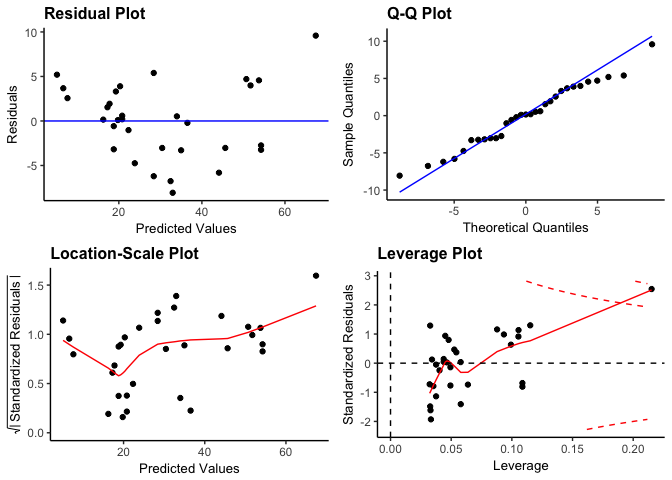 Residual Plot
10
5
0
-5
Residuals
20
40
60
Predicted Values
Q-Q Plot
10
5
0
-5
-10
Sample Quantiles
-5
0
5
Theoretical Quantiles
Location-Scale Plot
1.5
1.0
0.5
0.0
√| Standardized Residuals |
20
40
60
Predicted Values
Leverage Plot
3
2
1
0
-1
-2
Standardized Residuals
0.00
0.05
0.10
0.15
0.20
Leverage